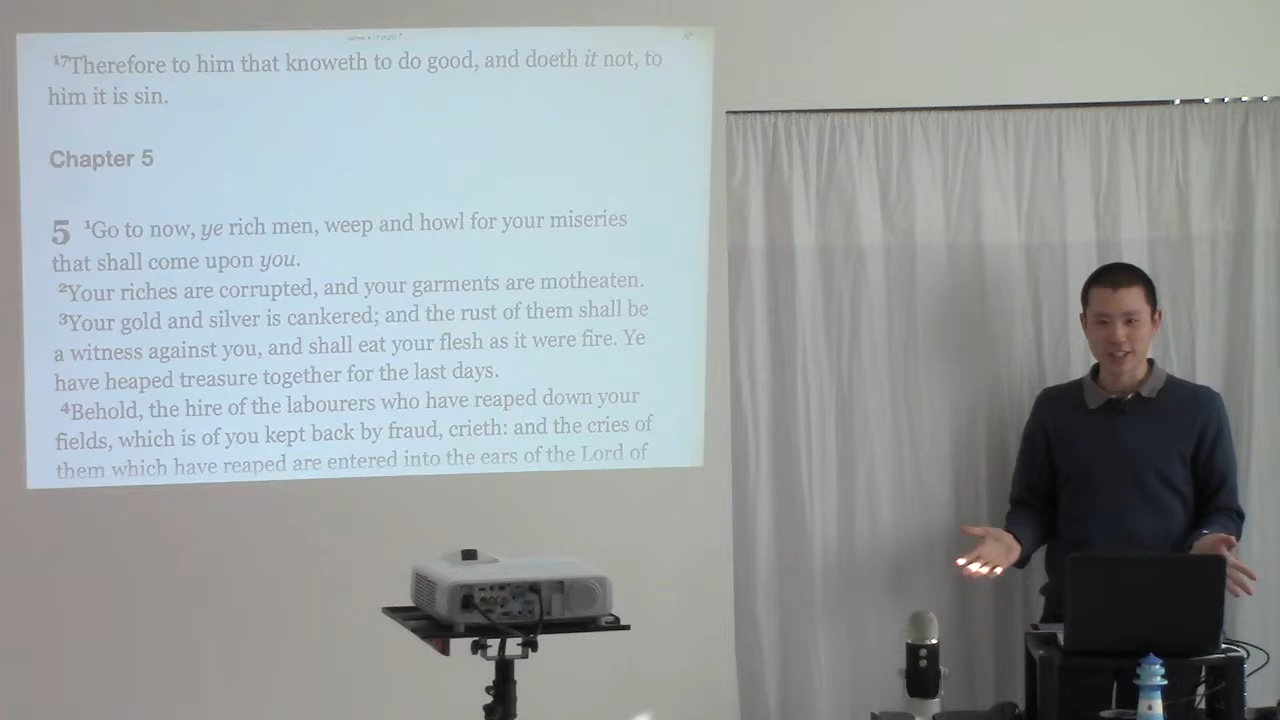 ¹⁷Therefore to him that knoweth to do good, and doeth it not, to
him it is sin.
Chapter 5
5 ¹Go to now, ye rich men, weep and howl for your miseries
that shall come upon you.
²Your riches are corrupted, and your garments are motheaten.
³Your gold and silver is cankered; and the rust of them shall be
a witness against you, and shall eat your flesh as it were fire. Ye
have heaped treasure together for the last days.
⁴Behold, the hire of the labourers who have reaped down your
fields, which is of you kept back by fraud, crieth: and the cries of
them which have reaped are entered into the ears of the Lord of